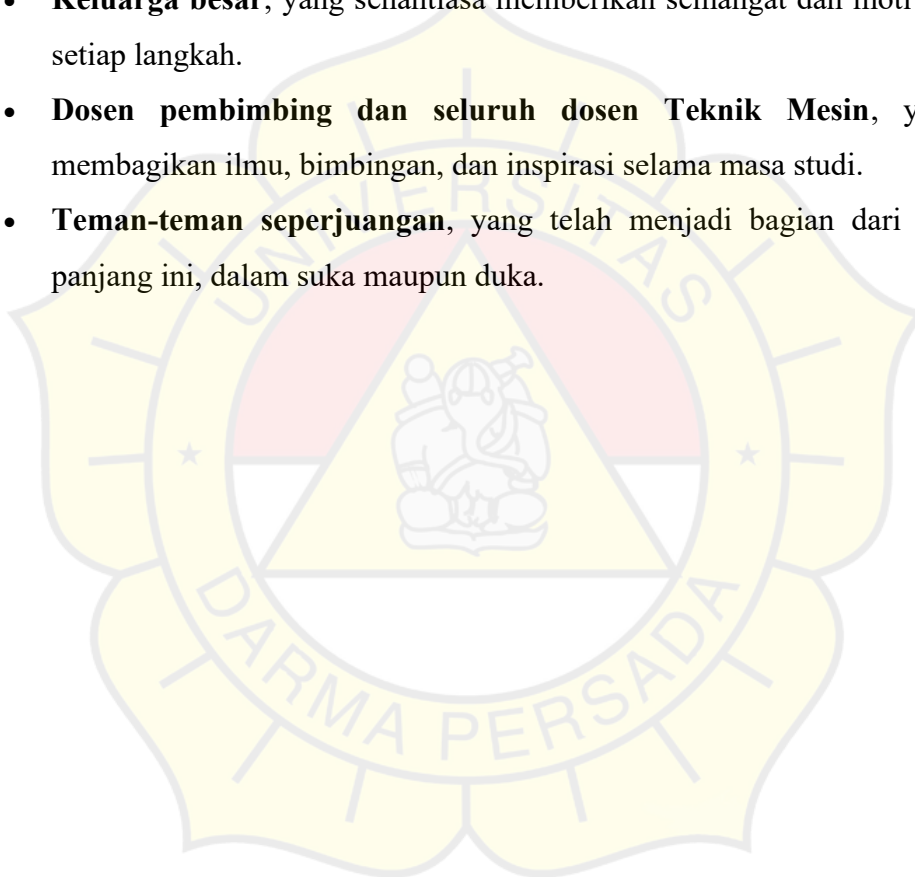 Keluarga besar, yang senantiasa memberikan semangat dan
setiap langkah.
• Dosen pembimbing dan seluruh dosen Teknik Mesin,
membagikan ilmu, bimbingan, dan inspirasi selama masa studi.
• Teman-teman seperjuangan, yang telah menjadi bagian dari
panjang ini, dalam suka maupun duka.
UNIVERSITAS
DARMA PERSADA